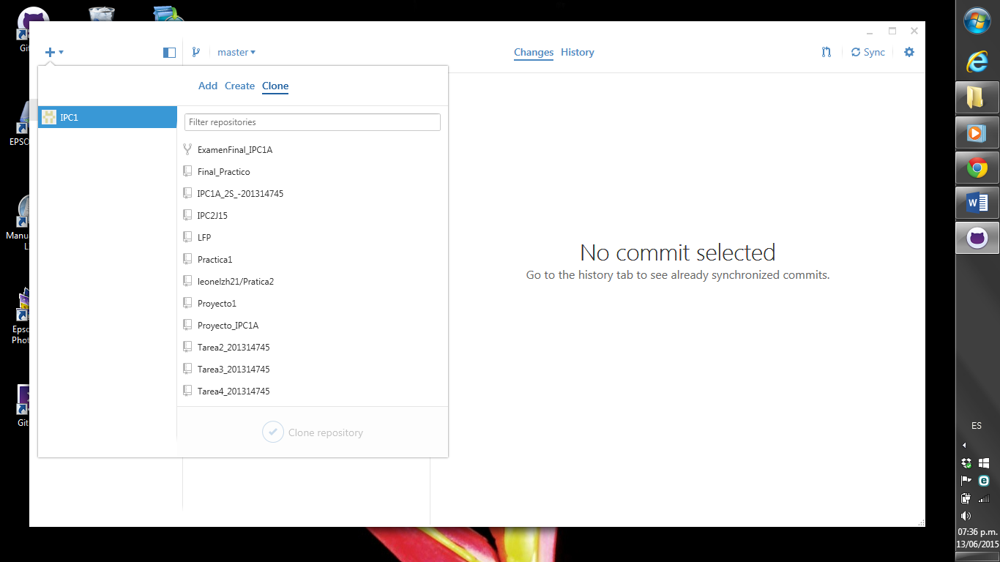 master
Changes History
Sync
Add Create Clone
IPC1
Filter repositories
ExamenFinal_IPC1A
Final_Practico
IPC1A_2S_-201314745
IPC2J15
LFP
Practica1
leonelzh21/Pratica2
Proyecto1
Proyecto_IPC1A
Tarea2_201314745
Tarea3_201314745
Tarea4_201314745
Clone repository
No commit selected
Go to the history tab to see already synchronized commits.
Git
EPSO
Manu
Epso
Photo
Git
W
ES
07:36 p.m.
13/06/2015